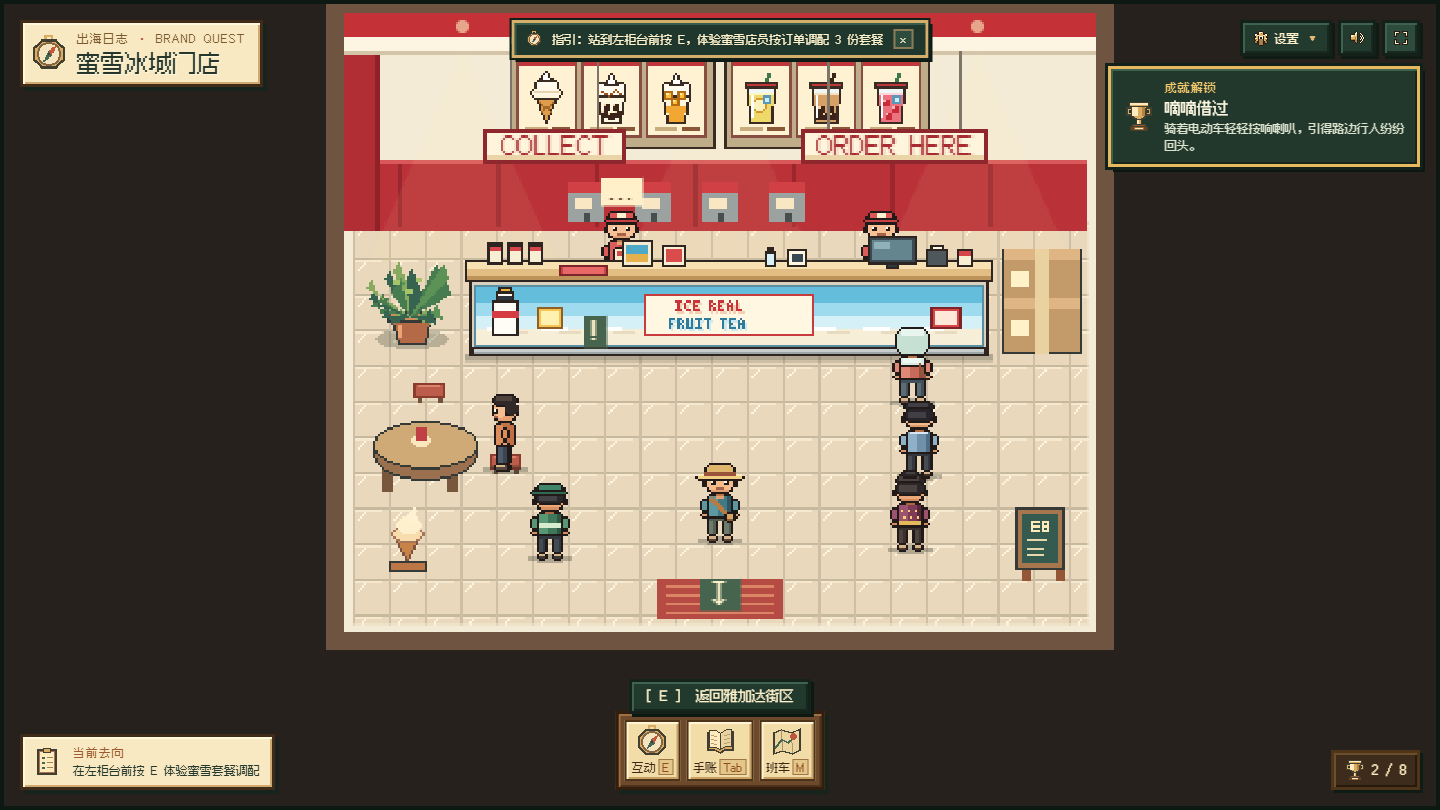 出海日志 · BRAND QUEST
蜜雪冰城门店
指引：站到左柜台前按 E，体验蜜雪店员按订单调配 3 份套餐
×
设置 ▼
成就解锁
嘀嘀借过
骑着电动车轻轻按响喇叭，引得路边行人纷纷
回头。
COLLECT
ORDER HERE
ICE REAL
FRUIT TEA
[ E ] 返回雅加达街区
互动 E
手账 Tab
班车 M
当前去向
在左柜台前按 E 体验蜜雪套餐调配
2 / 8